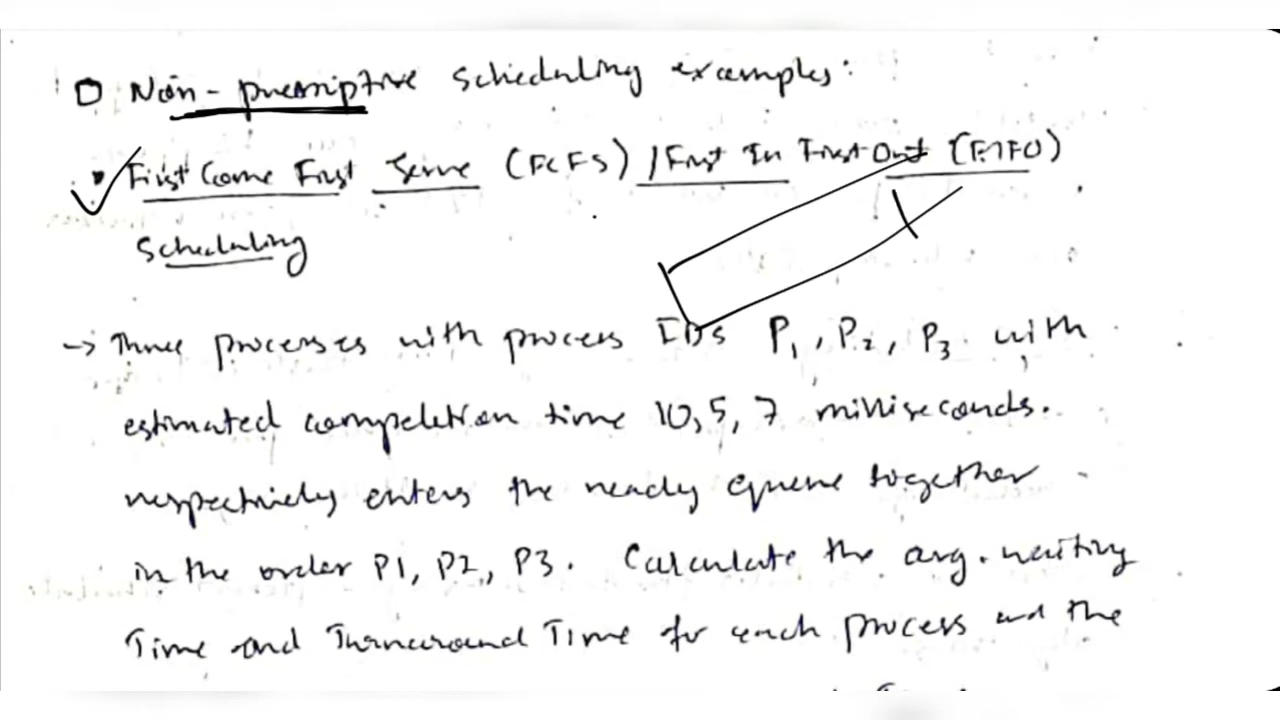 Non-preemptive scheduling examples:
First Come First Serve (FCFS) / First In First Out (FIFO)
Scheduling
→ Three processes with process IDs P1, P2, P3 with
estimated completion time 10, 5, 7 milliseconds.
respectively enters the ready queue together
in the order P1, P2, P3. Calculate the avg. waiting
Time and Turnaround Time for each process and the